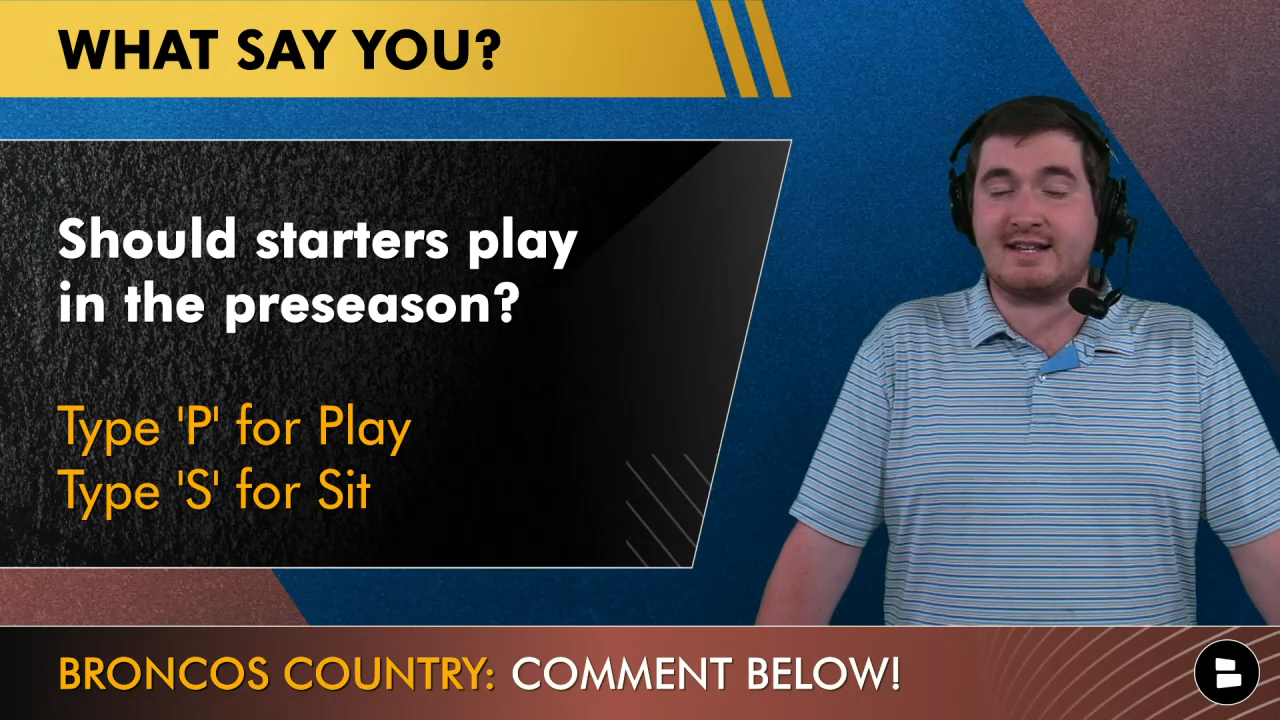 WHAT SAY YOU?
Should starters play
in the preseason?
Type 'P' for Play
Type 'S' for Sit
BRONCOS COUNTRY: COMMENT BELOW!